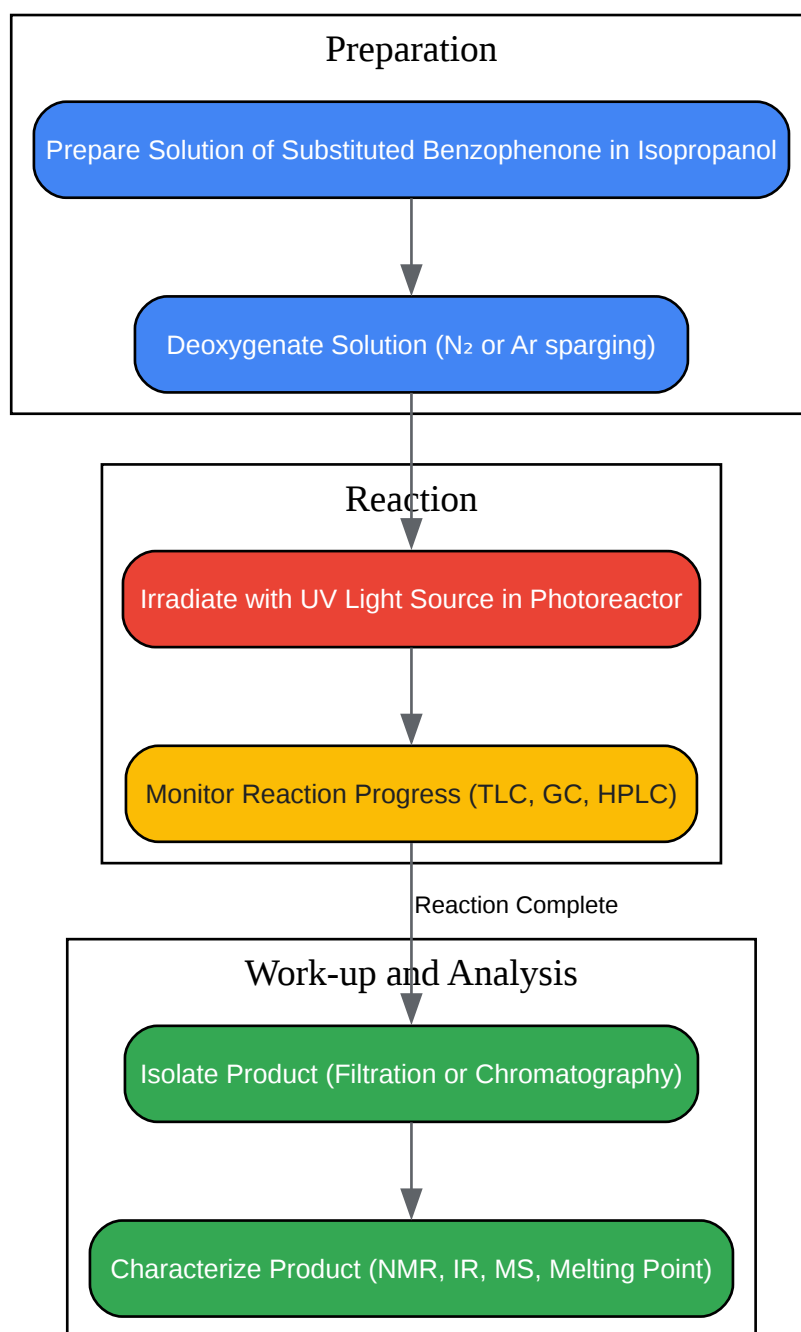 Preparation
Prepare Solution of Substituted Benzophenone in Isopropanol
Deoxygenate Solution (N₂ or Ar sparging)
Reaction
Irradiate with UV Light Source in Photoreactor
Monitor Reaction Progress (TLC, GC, HPLC)
Reaction Complete
Work-up and Analysis
Isolate Product (Filtration or Chromatography)
Characterize Product (NMR, IR, MS, Melting Point)